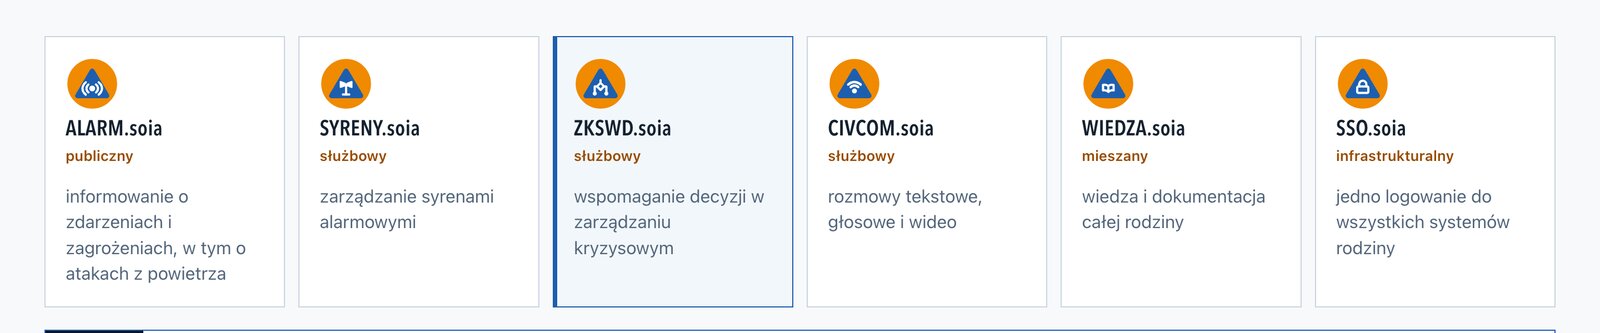 ALARM.soia
publiczny
informowanie o
zdarzeniach i
zagrożeniach, w tym o
atakach z powietrza
SYRENY.soia
służbowy
zarządzanie syrenami
alarmowymi
ZKSWD.soia
służbowy
wspomaganie decyzji w
zarządzaniu
kryzysowym
CIVCOM.soia
służbowy
rozmowy tekstowe,
głosowe i wideo
WIEDZA.soia
mieszany
wiedza i dokumentacja
całej rodziny
SSO.soia
infrastrukturalny
jedno logowanie do
wszystkich systemów
rodziny